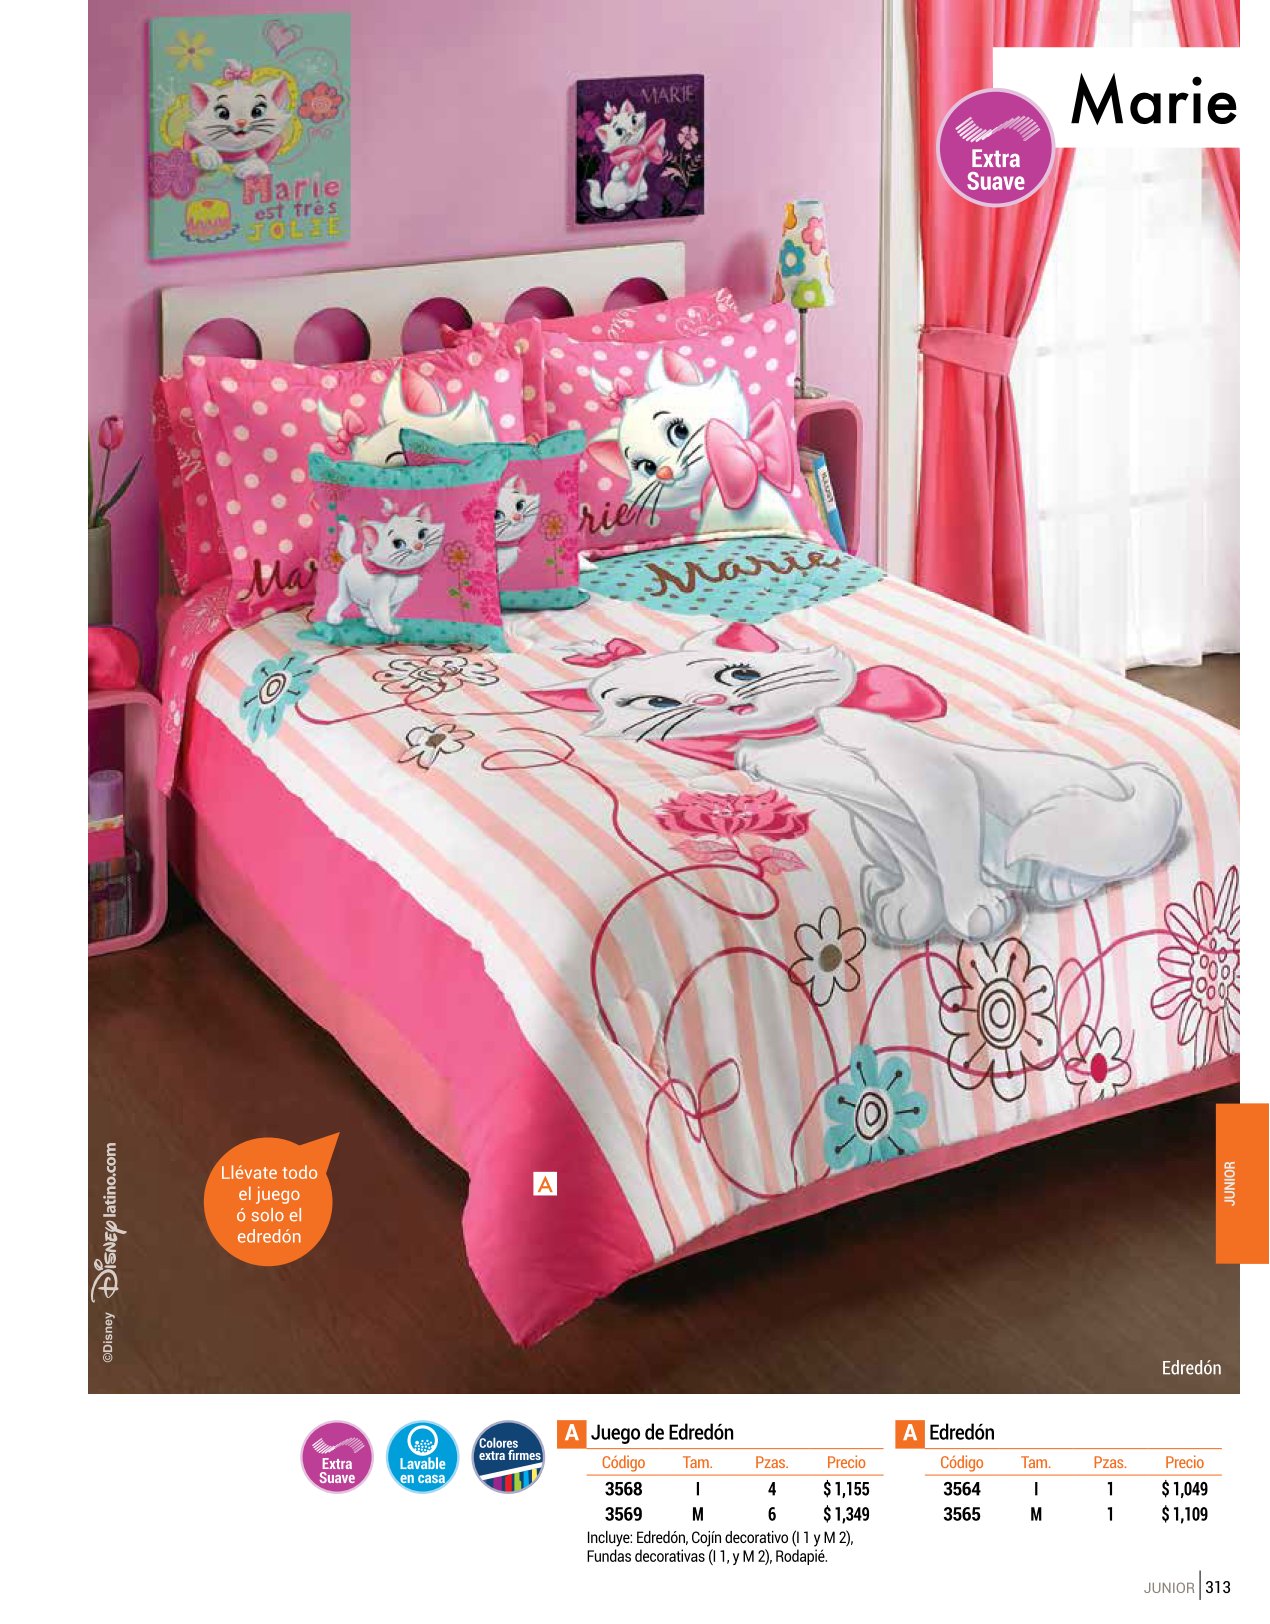 Marie
Extra
Suave
Marie
est très
JOLIE
MARIE
Marie
Llévate todo
el juego
ó solo el
edredón
A
©Disney DISNEYlatino.com
JUNIOR
Edredón
Extra
Suave
Lavable
en casa
Colores
extra firmes
A Juego de Edredón
Código Tam. Pzas. Precio
3568 I 4 $ 1,155
3569 M 6 $ 1,349
Incluye: Edredón, Cojín decorativo (I 1 y M 2),
Fundas decorativas (I 1, y M 2), Rodapié.
A Edredón
Código Tam. Pzas. Precio
3564 I 1 $ 1,049
3565 M 1 $ 1,109
JUNIOR 313